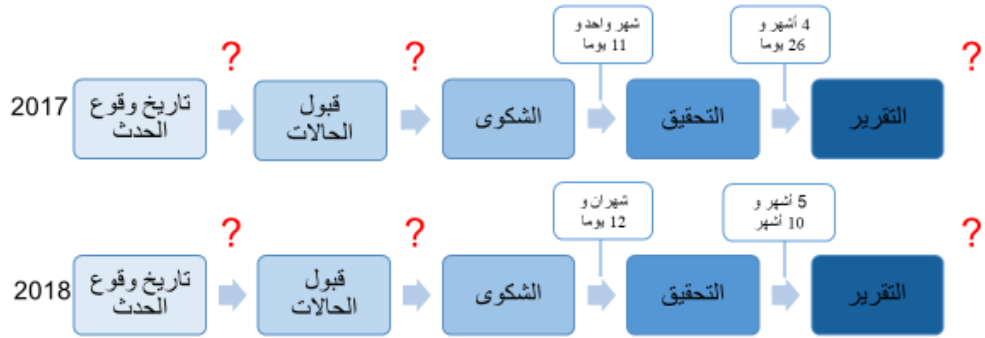 شهر واحد و
11 يوما
4 أشهر و
26 يوما
? ? ?
2017
تاريخ وقوع
الحدث
قبول
الحالات
الشكوى
التحقيق
التقرير
شهران و
12 يوما
5 أشهر و
10 أشهر
? ? ?
2018
تاريخ وقوع
الحدث
قبول
الحالات
الشكوى
التحقيق
التقرير